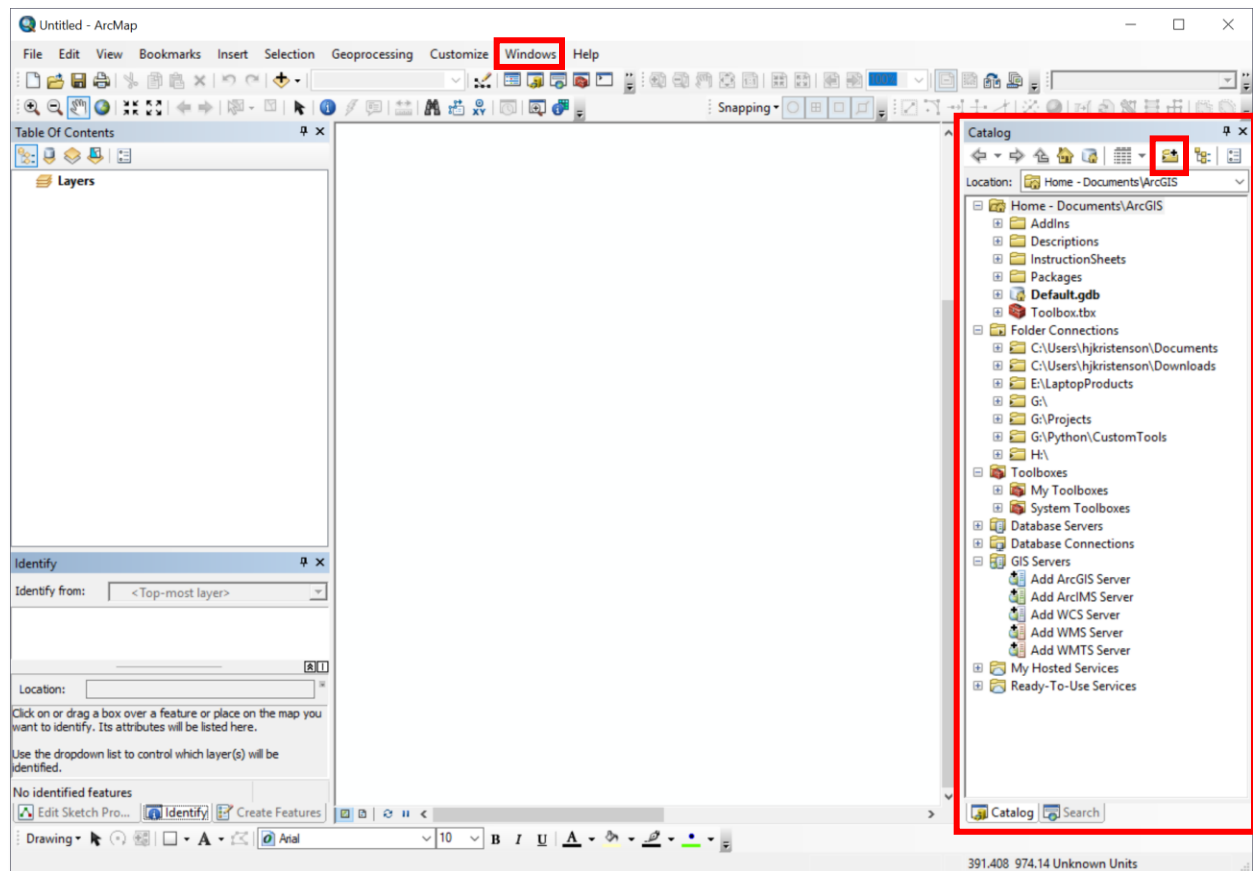 Untitled - ArcMap
File Edit View Bookmarks Insert Selection Geoprocessing Customize Windows Help
Snapping
Table Of Contents
Layers
Identify
Identify from: <Top-most layer>
Location:
Click on or drag a box over a feature or place on the map you
want to identify. Its attributes will be listed here.
Use the dropdown list to control which layer(s) will be
identified.
No identified features
Edit Sketch Pro... Identify Create Features
Catalog
Location: Home - Documents\ArcGIS
Home - Documents\ArcGIS
AddIns
Descriptions
InstructionSheets
Packages
Default.gdb
Toolbox.tbx
Folder Connections
C:\Users\hjkristenson\Documents
C:\Users\hjkristenson\Downloads
E:\LaptopProducts
G:\
G:\Projects
G:\Python\CustomTools
H:\
Toolboxes
My Toolboxes
System Toolboxes
Database Servers
Database Connections
GIS Servers
Add ArcGIS Server
Add ArcIMS Server
Add WCS Server
Add WMS Server
Add WMTS Server
My Hosted Services
Ready-To-Use Services
Catalog Search
Drawing A Arial 10 B I U A
391.408 974.14 Unknown Units